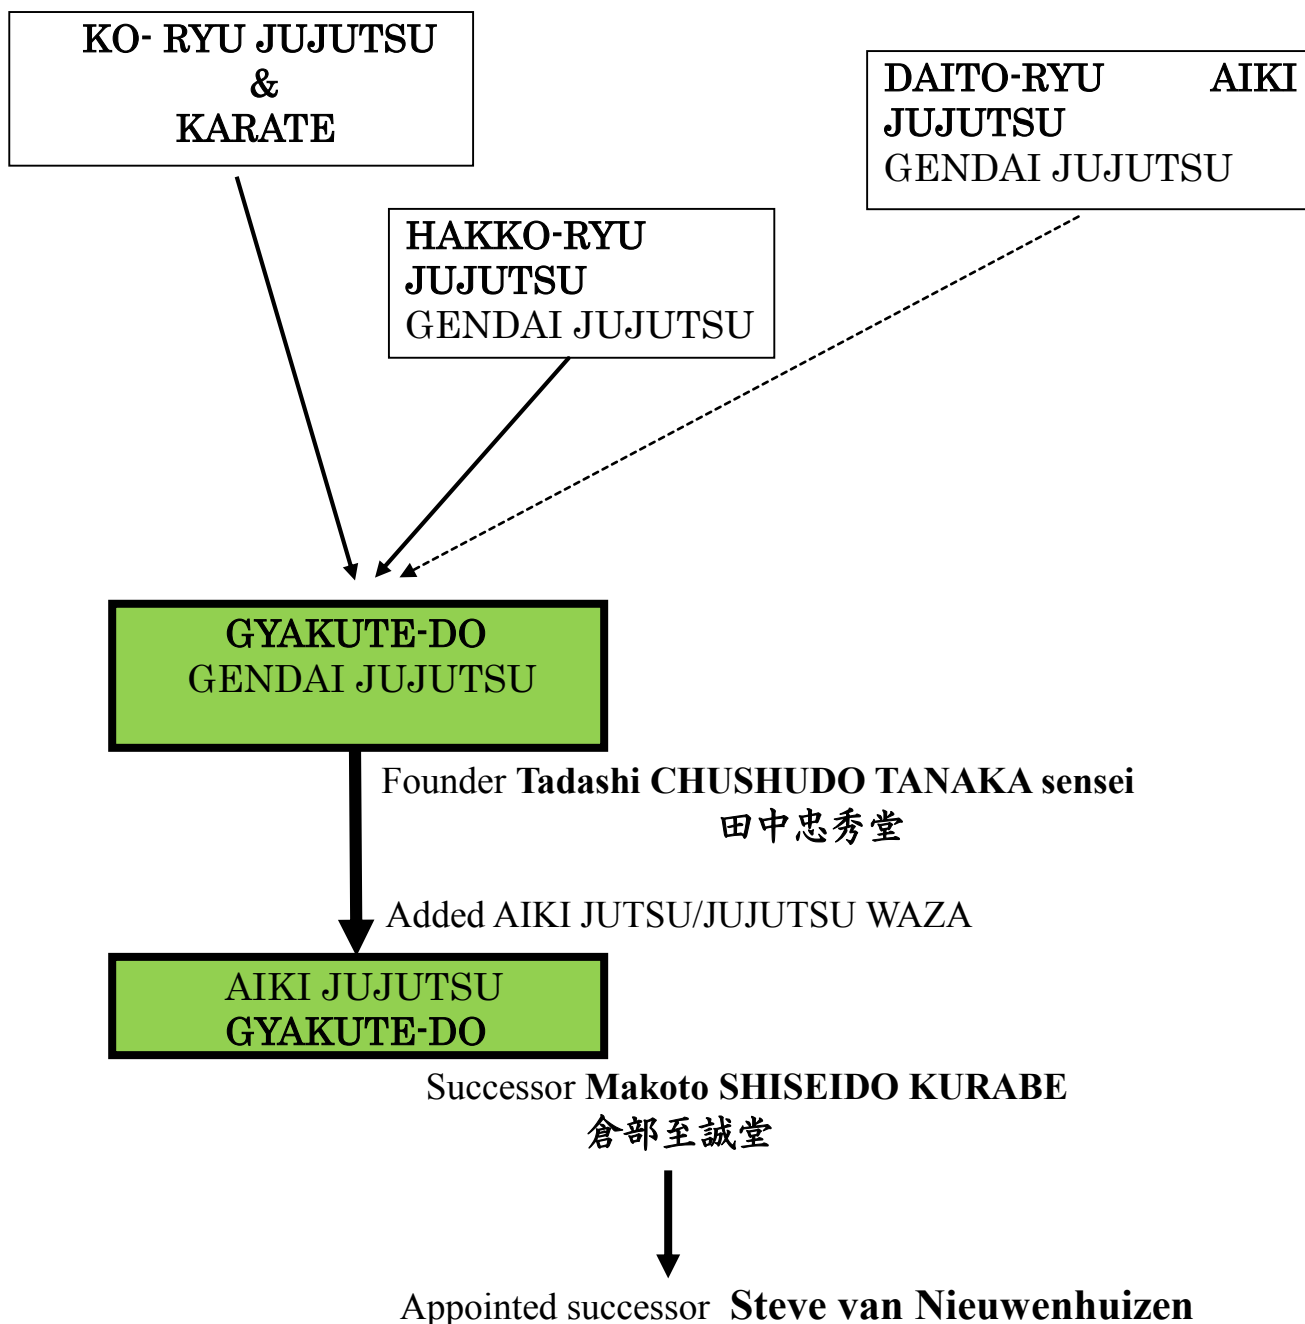 KO- RYU JUJUTSU
&
KARATE
DAITO-RYU AIKI
JUJUTSU
GENDAI JUJUTSU
HAKKO-RYU
JUJUTSU
GENDAI JUJUTSU
GYAKUTE-DO
GENDAI JUJUTSU
Founder Tadashi CHUSHUDO TANAKA sensei
田中忠秀堂
Added AIKI JUTSU/JUJUTSU WAZA
AIKI JUJUTSU
GYAKUTE-DO
Successor Makoto SHISEIDO KURABE
倉部至誠堂
Appointed successor Steve van Nieuwenhuizen